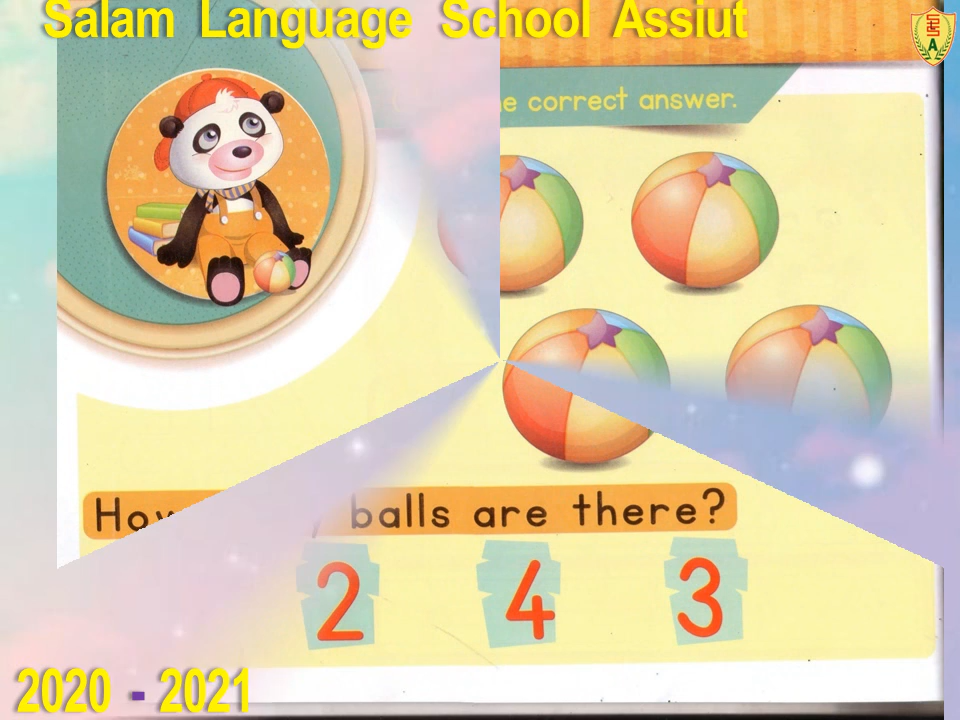 Salam Language School Assiut
correct answer.
balls are there?
2 4 3
2020 - 2021